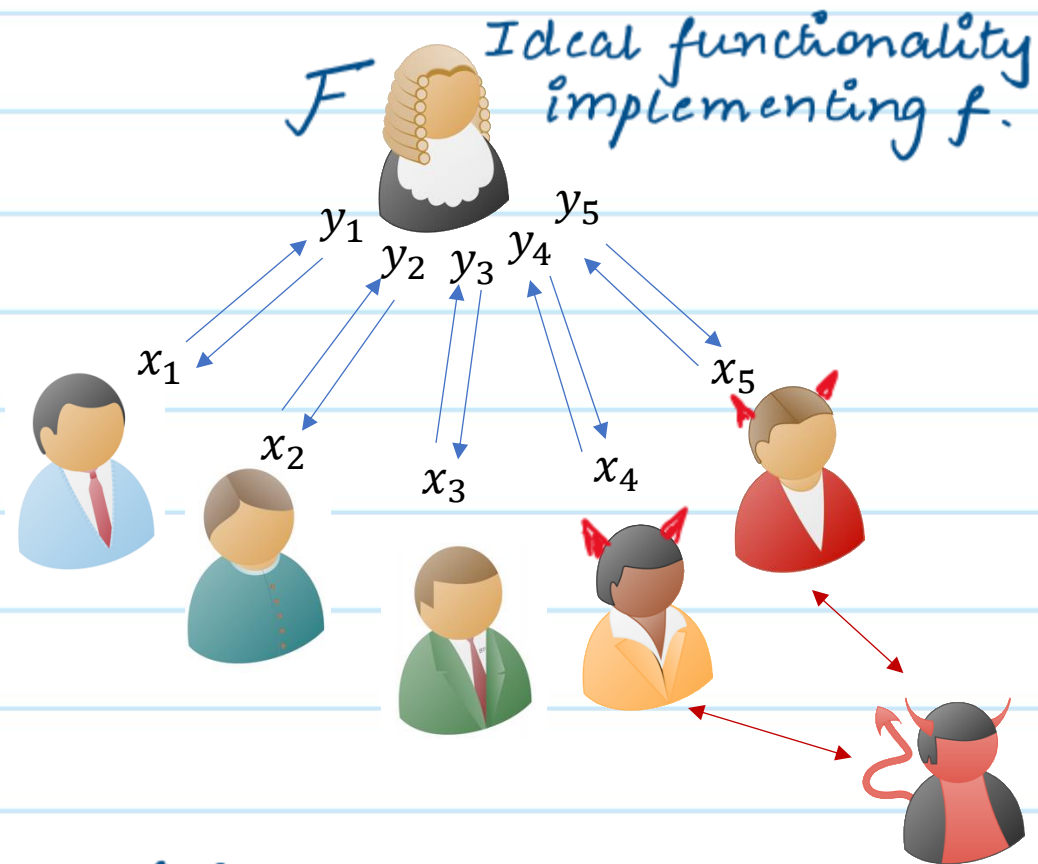 Ideal functionality
F
implementing f.
y₁
y₂
y₃
y₄
y₅
x₁
x₂
x₃
x₄
x₅